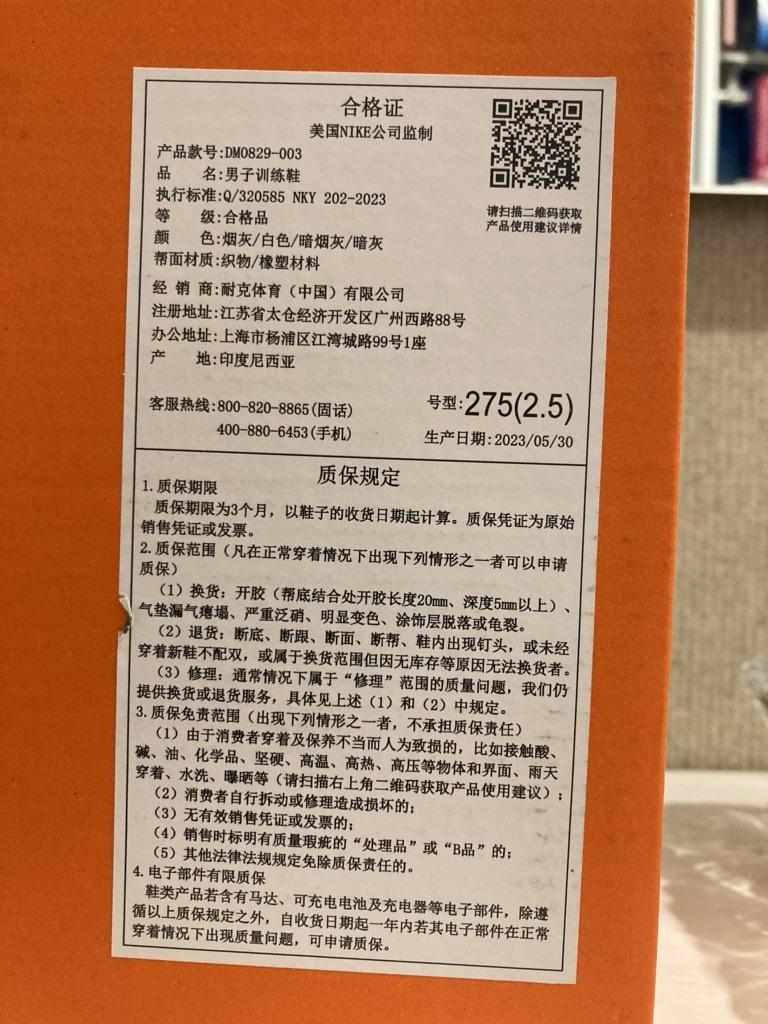 合格证
美国NIKE公司监制
产品款号:DM0829-003
品 名:男子训练鞋
执行标准:Q/320585 NKY 202-2023
等 级:合格品
颜 色:烟灰/白色/暗烟灰/暗灰
帮面材质:织物/橡塑材料
请扫描二维码获取
产品使用建议详情
经 销 商:耐克体育（中国）有限公司
注册地址:江苏省太仓经济开发区广州西路88号
办公地址:上海市杨浦区江湾城路99号1座
产 地:印度尼西亚
客服热线:800-820-8865(固话)
400-880-6453(手机)
号型:275(2.5)
生产日期:2023/05/30
质保规定
1.质保期限
质保期限为3个月，以鞋子的收货日期起计算。质保凭证为原始
销售凭证或发票。
2.质保范围（凡在正常穿着情况下出现下列情形之一者可以申请
质保）
（1）换货：开胶（帮底结合处开胶长度20mm、深度5mm以上）、
气垫漏气瘪塌、严重泛硝、明显变色、涂饰层脱落或龟裂。
（2）退货：断底、断跟、断面、断帮、鞋内出现钉头，或未经
穿着新鞋不配双，或属于换货范围但因无库存等原因无法换货者。
（3）修理：通常情况下属于“修理”范围的质量问题，我们仍
提供换货或退货服务，具体见上述（1）和（2）中规定。
3.质保免责范围（出现下列情形之一者，不承担质保责任）
（1）由于消费者穿着及保养不当而人为致损的，比如接触酸、
碱、油、化学品、坚硬、高温、高热、高压等物体和界面、雨天
穿着、水洗、曝晒等（请扫描右上角二维码获取产品使用建议）；
（2）消费者自行拆动或修理造成损坏的；
（3）无有效销售凭证或发票的；
（4）销售时标明有质量瑕疵的“处理品”或“B品”的；
（5）其他法律法规规定免除质保责任的。
4.电子部件有限质保
鞋类产品若含有马达、可充电电池及充电器等电子部件，除遵
循以上质保规定之外，自收货日期起一年内若其电子部件在正常
穿着情况下出现质量问题，可申请质保。